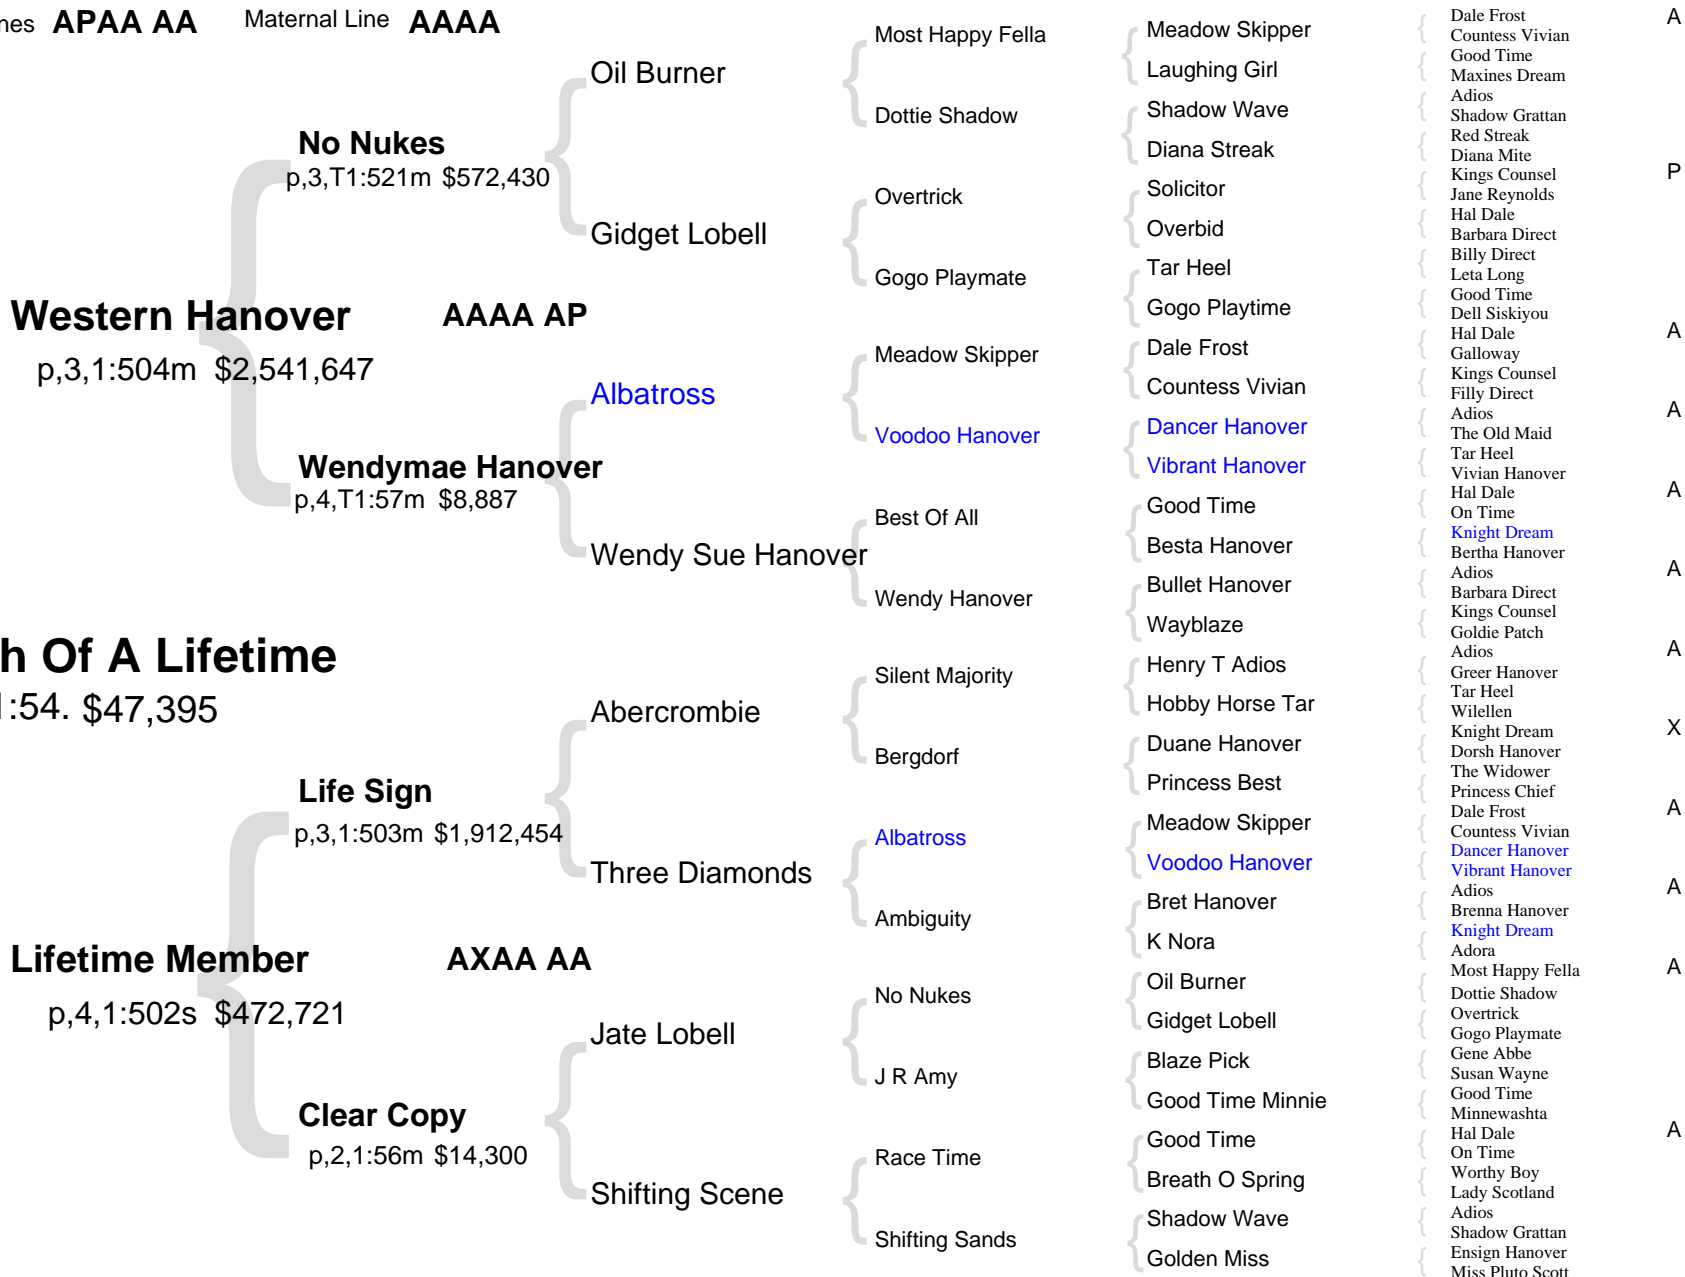 nes APAA AA Maternal Line AAAA
Oil Burner
No Nukes
p,3,T1:521m $572,430
Gidget Lobell
Western Hanover AAAA AP
p,3,1:504m $2,541,647
Albatross
Wendymae Hanover
p,4,T1:57m $8,887
Wendy Sue Hanover
h Of A Lifetime
:54. $47,395
Abercrombie
Life Sign
p,3,1:503m $1,912,454
Three Diamonds
Lifetime Member AXAA AA
p,4,1:502s $472,721
Jate Lobell
Clear Copy
p,2,1:56m $14,300
Shifting Scene
Most Happy Fella
Dottie Shadow
Overtrick
Gogo Playmate
Meadow Skipper
Voodoo Hanover
Best Of All
Wendy Hanover
Silent Majority
Bergdorf
Albatross
Ambiguity
No Nukes
J R Amy
Race Time
Shifting Sands
Meadow Skipper
Laughing Girl
Shadow Wave
Diana Streak
Solicitor
Overbid
Tar Heel
Gogo Playtime
Dale Frost
Countess Vivian
Dancer Hanover
Vibrant Hanover
Good Time
Besta Hanover
Bullet Hanover
Wayblaze
Henry T Adios
Hobby Horse Tar
Duane Hanover
Princess Best
Meadow Skipper
Voodoo Hanover
Bret Hanover
K Nora
Oil Burner
Gidget Lobell
Blaze Pick
Good Time Minnie
Good Time
Breath O Spring
Shadow Wave
Golden Miss
Dale Frost
Countess Vivian
Good Time
Maxines Dream
Adios
Shadow Grattan
Red Streak
Diana Mite
Kings Counsel
Jane Reynolds
Hal Dale
Barbara Direct
Billy Direct
Leta Long
Good Time
Dell Siskiyou
Hal Dale
Galloway
Kings Counsel
Filly Direct
Adios
The Old Maid
Tar Heel
Vivian Hanover
Hal Dale
On Time
Knight Dream
Bertha Hanover
Adios
Barbara Direct
Kings Counsel
Goldie Patch
Adios
Greer Hanover
Tar Heel
Wilellen
Knight Dream
Dorsh Hanover
The Widower
Princess Chief
Dale Frost
Countess Vivian
Dancer Hanover
Vibrant Hanover
Adios
Brenna Hanover
Knight Dream
Adora
Most Happy Fella
Dottie Shadow
Overtrick
Gogo Playmate
Gene Abbe
Susan Wayne
Good Time
Minnewashta
Hal Dale
On Time
Worthy Boy
Lady Scotland
Adios
Shadow Grattan
Ensign Hanover
Miss Pluto Scott
A
P
A
A
A
A
A
X
A
A
A
A